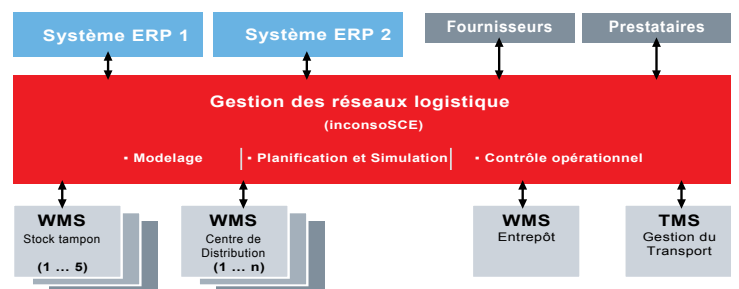 Système ERP 1
Système ERP 2
Fournisseurs
Prestataires
Gestion des réseaux logistique
(inconsoSCE)
▪ Modelage
▪ Planification et Simulation
▪ Contrôle opérationnel
WMS
Stock tampon
(1 ... 5)
WMS
Centre de
Distribution
(1 ... n)
WMS
Entrepôt
TMS
Gestion du
Transport